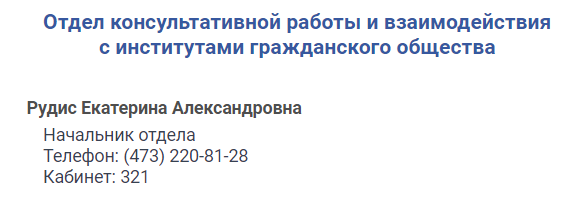 Отдел консультативной работы и взаимодействия
с институтами гражданского общества
Рудис Екатерина Александровна
Начальник отдела
Телефон: (473) 220-81-28
Кабинет: 321